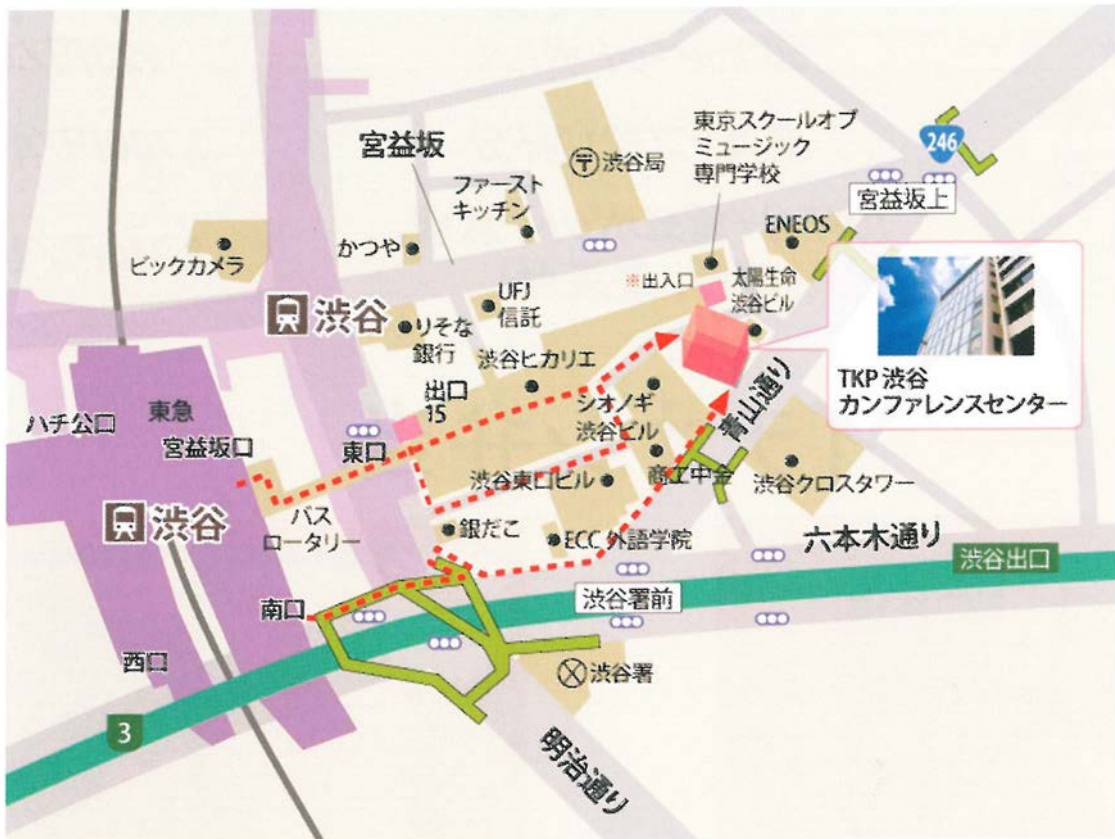 宮益坂
ファースト
キッチン
渋谷局
東京スクールオブ
ミュージック
専門学校
246
宮益坂上
ビックカメラ
かつや
ENEOS
※出入口
太陽生命
渋谷ビル
渋谷
UFJ
信託
りそな
銀行
渋谷ヒカリエ
TKP 渋谷
カンファレンスセンター
出口
15
シオノギ
渋谷ビル
青山通り
ハチ公口
東急
宮益坂口
東口
渋谷東口ビル
商工中金
渋谷クロスタワー
渋谷
バス
ロータリー
銀だこ
ECC 外語学院
六本木通り
渋谷出口
南口
渋谷署前
西口
渋谷署
3
明治通り